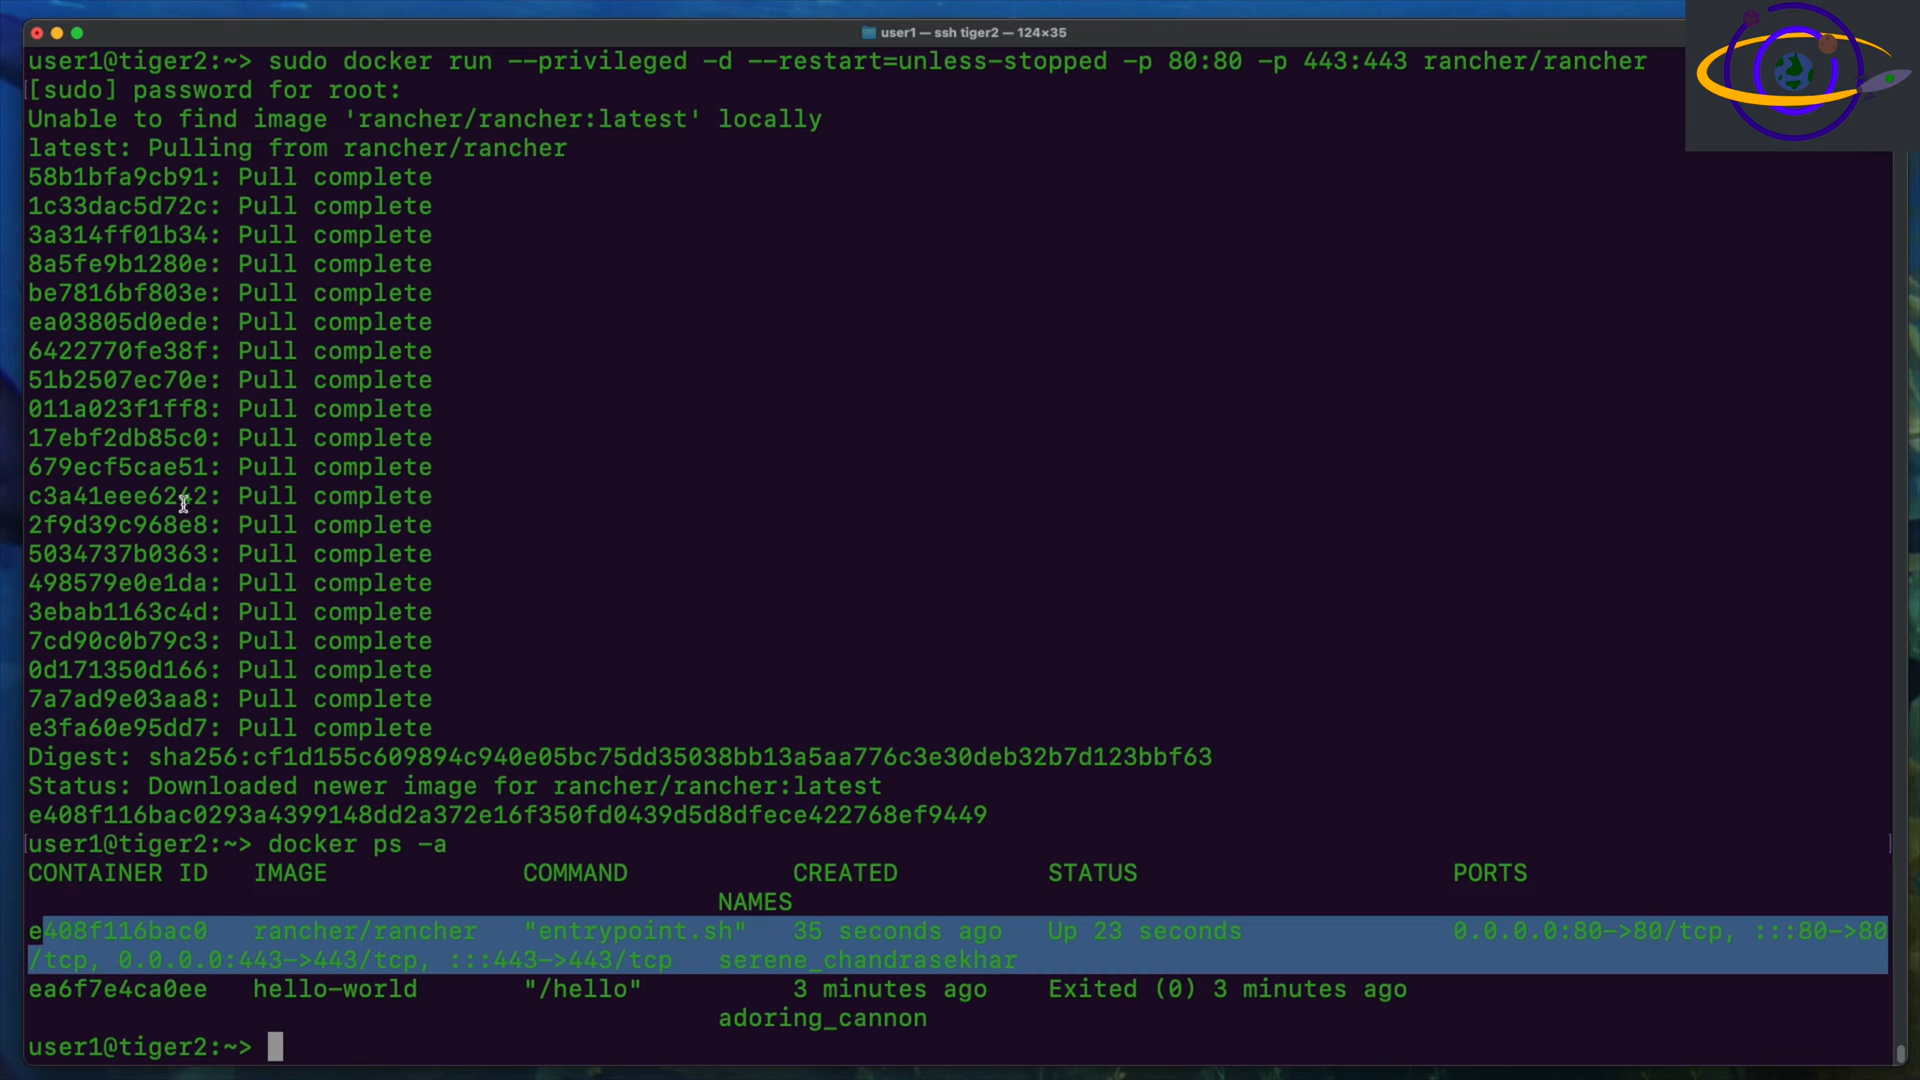 user1 — ssh tiger2 — 124×35
user1@tiger2:~> sudo docker run --privileged -d --restart=unless-stopped -p 80:80 -p 443:443 rancher/rancher
[[sudo] password for root:
Unable to find image 'rancher/rancher:latest' locally
latest: Pulling from rancher/rancher
58b1bfa9cb91: Pull complete
1c33dac5d72c: Pull complete
3a314ff01b34: Pull complete
8a5fe9b1280e: Pull complete
be7816bf803e: Pull complete
ea03805d0ede: Pull complete
6422770fe38f: Pull complete
51b2507ec70e: Pull complete
011a023f1ff8: Pull complete
17ebf2db85c0: Pull complete
679ecf5cae51: Pull complete
Pull complete
2f9d39c968e8: Pull complete
5034737b0363: Pull complete
498579e0e1da: Pull complete
3ebab1163c4d: Pull complete
7cd90c0b79c3: Pull complete
0d171350d166: Pull complete
7a7ad9e03aa8: Pull complete
e3fa60e95dd7: Pull complete
Digest: sha256:cf1d155c609894c940e05bc75dd35038bb13a5aa776c3e30deb32b7d123bbf63
Status: Downloaded newer image for rancher/rancher:latest
e408f116bac0293a4399148dd2a372e16f350fd0439d5d8dfece422768ef9449
[user1@tiger2:~> docker ps -a ]
CONTAINER ID IMAGE COMMAND CREATED STATUS PORTS
NAMES
e408f116bac0 rancher/rancher "entrypoint.sh" 35 seconds ago Up 23 seconds 0.0.0.0:80->80/tcp, :::80->80
/tcp, 0.0.0.0:443->443/tcp, :::443->443/tcp serene_chandrasekhar
ea6f7e4ca0ee hello-world "/hello" 3 minutes ago Exited (0) 3 minutes ago
adoring_cannon
user1@tiger2:~>